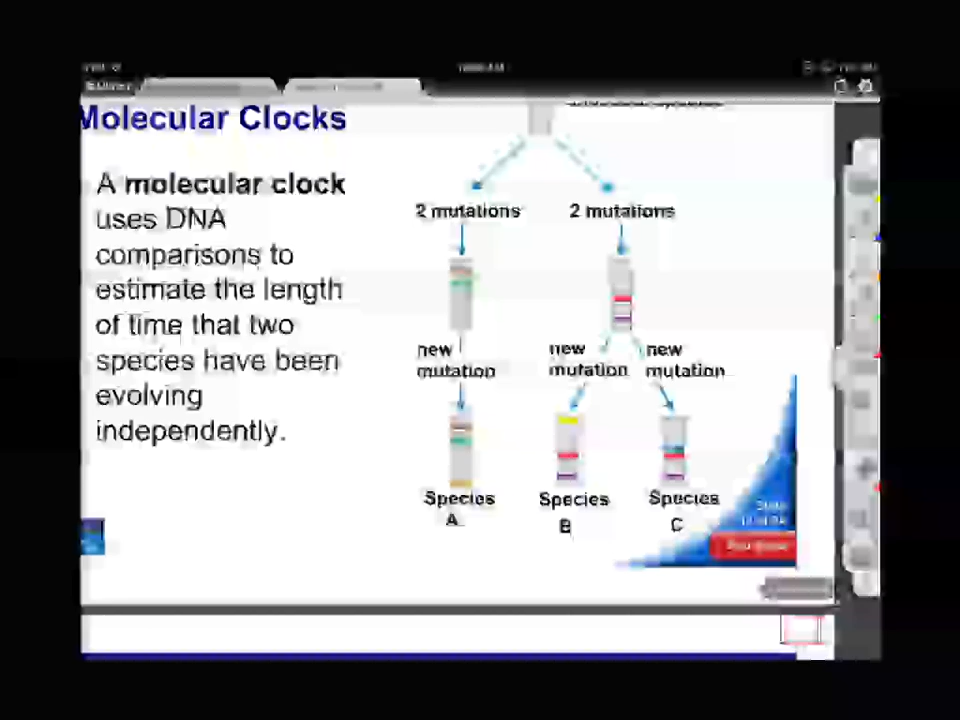 Molecular Clocks
A molecular clock
uses DNA
comparisons to
estimate the length
of time that two
species have been
evolving
independently.
2 mutations
2 mutations
new
mutation
new
mutation
new
mutation
Species
A
Species
B
Species
C